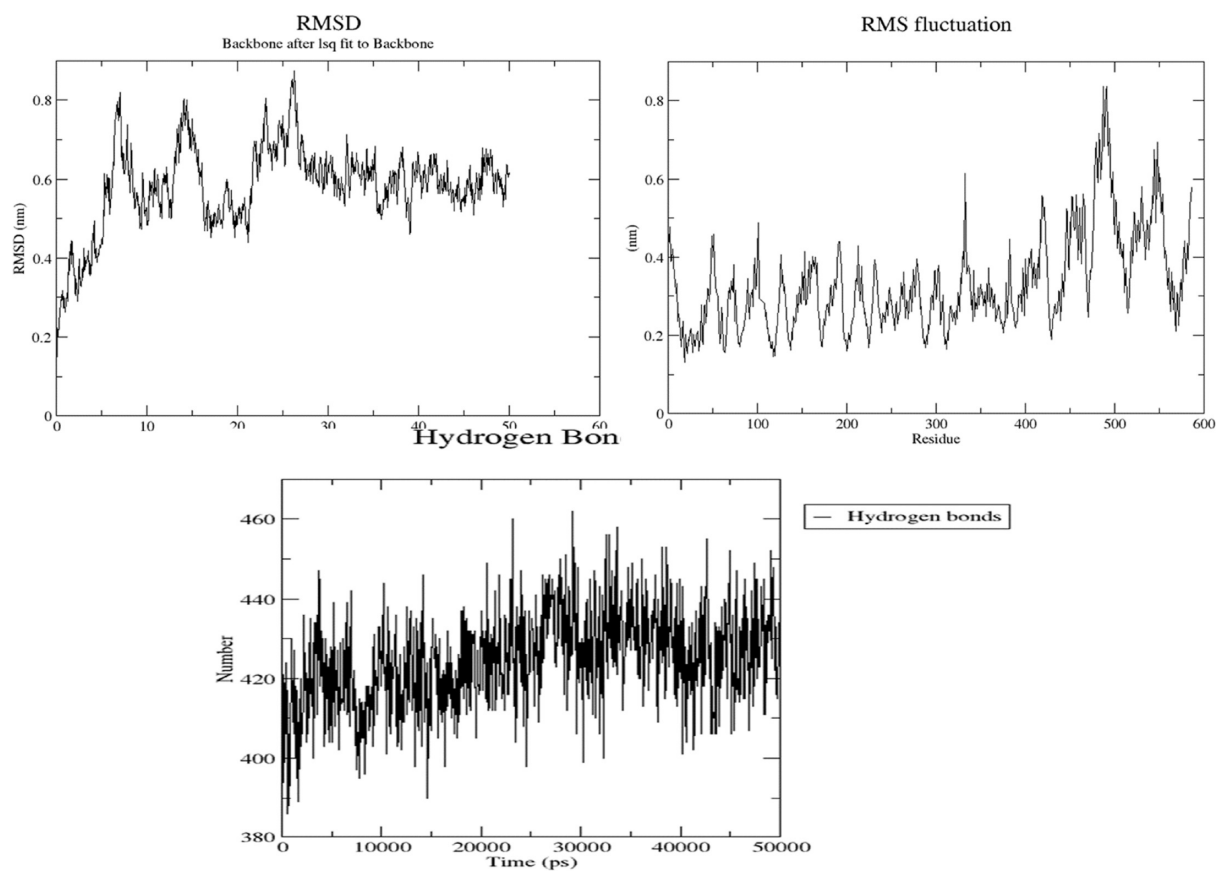 RMSD
Backbone after lsq fit to Backbone
RMSD (nm)
0.8
0.6
0.4
0.2
0
0 10 20 30 40 50 60
RMS fluctuation
(nm)
0.8
0.6
0.4
0.2
0
0 100 200 300 400 500 600
Residue
Hydrogen Bon
Number
460
440
420
400
380
0 10000 20000 30000 40000 50000
Time (ps)
Hydrogen bonds